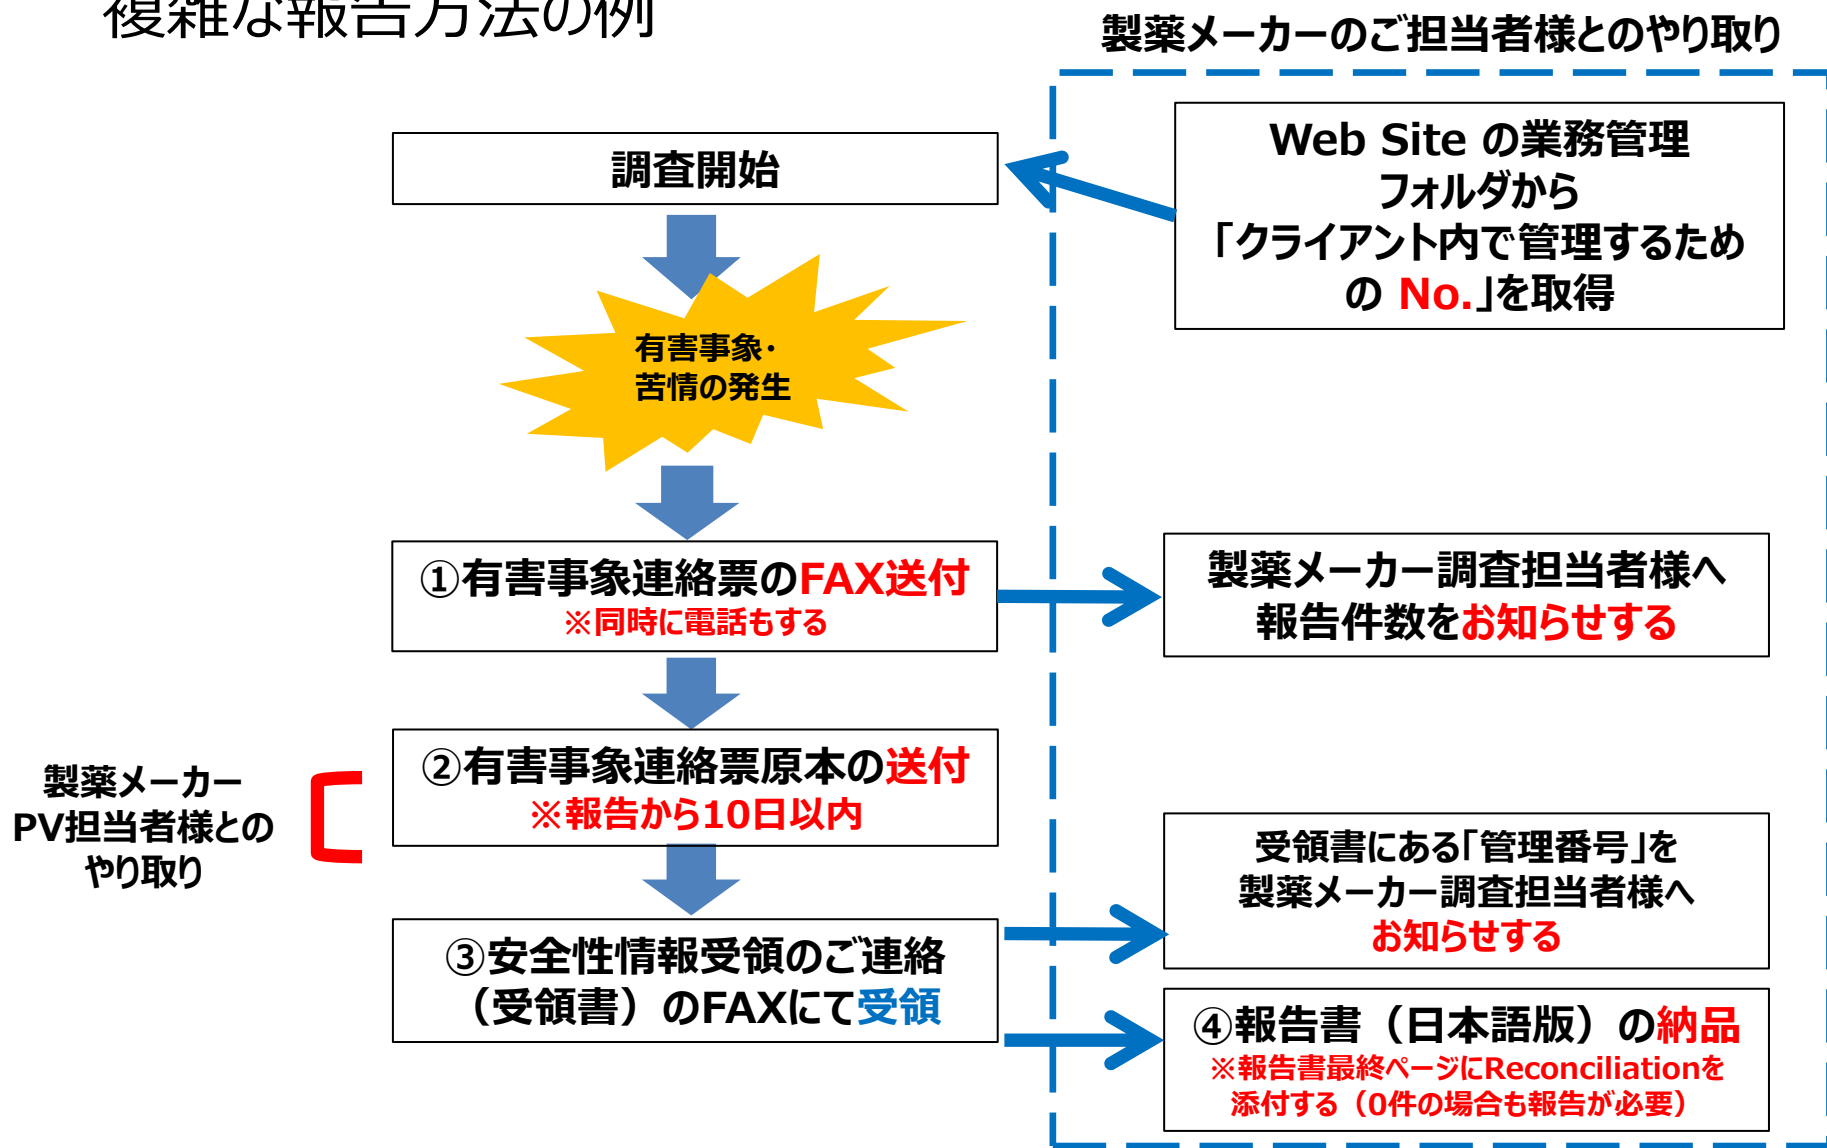 複雑な報告方法の例
製薬メーカーのご担当者様とのやり取り
調査開始
Web Site の業務管理
フォルダから
「クライアント内で管理するため
の No.」を取得
有害事象・
苦情の発生
①有害事象連絡票のFAX送付
※同時に電話もする
製薬メーカー調査担当者様へ
報告件数をお知らせする
②有害事象連絡票原本の送付
※報告から10日以内
製薬メーカー
PV担当者様との
やり取り
受領書にある「管理番号」を
製薬メーカー調査担当者様へ
お知らせする
③安全性情報受領のご連絡
（受領書）のFAXにて受領
④報告書（日本語版）の納品
※報告書最終ページにReconciliationを
添付する（0件の場合も報告が必要）